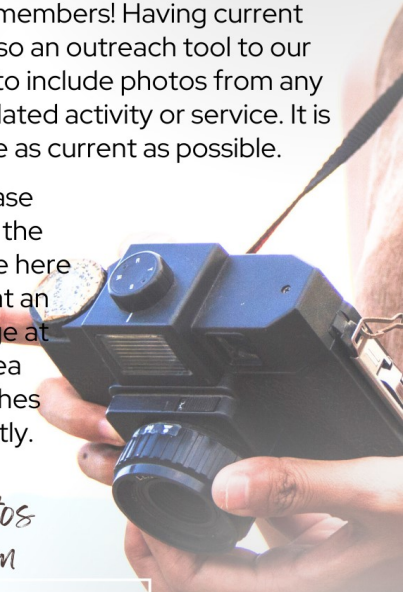 members! Having current
so an outreach tool to our
to include photos from any
lated activity or service. It is
e as current as possible.
ase
the
e here
at an
ge at
ea
hes
tly.
tos
m